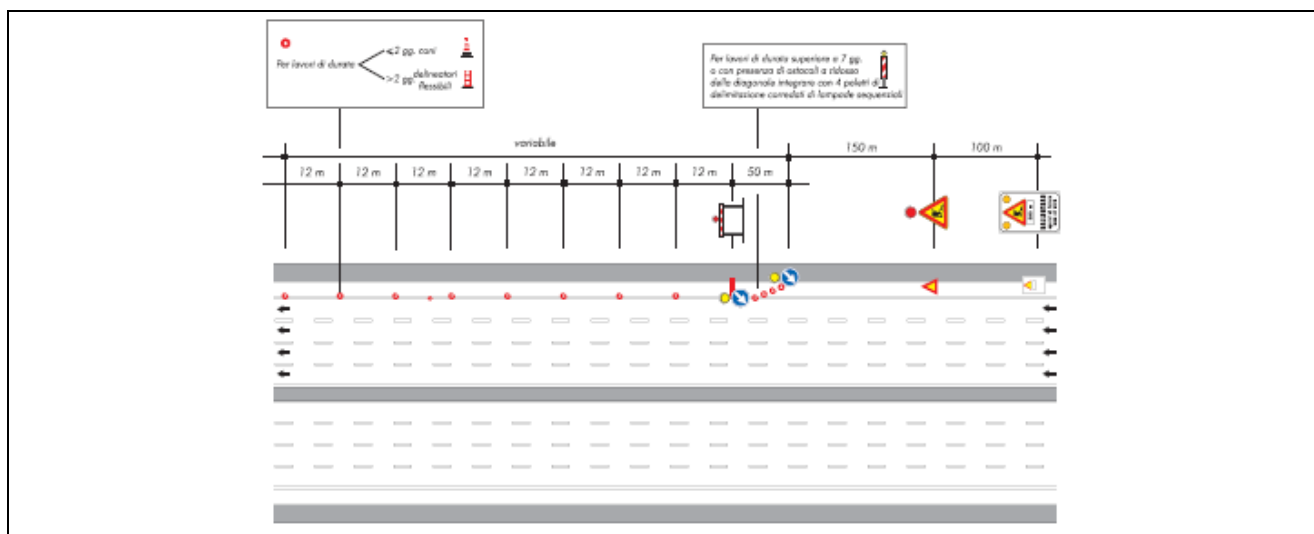 Per lavori di durata
⩽2 gg. coni
>2 gg. delineatori
flessibili
Per lavori di durata superiore a 7 gg.
o con presenza di ostacoli a ridosso
della diagonale integrare con 4 paletti di
delimitazione corredati di lampade sequenziali
variabile
150 m
100 m
12 m
12 m
12 m
12 m
12 m
12 m
12 m
12 m
50 m